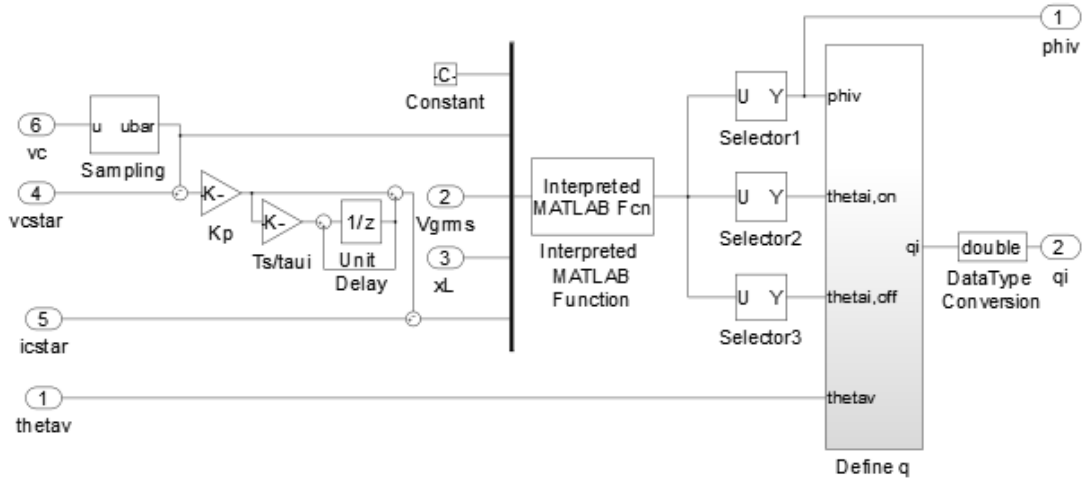 1
phiv
-C-
Constant
6
vc
u
ubar
Sampling
4
vcstar
-K-
Kp
-K-
Ts/taui
1/z
Unit
Delay
2
Vgrms
3
xL
5
icstar
1
thetav
Interpreted
MATLAB Fcn
Interpreted
MATLAB
Function
U Y
Selector1
U Y
Selector2
U Y
Selector3
phiv
thetai,on
thetai,off
thetav
qi
Define q
double
DataType
Conversion
2
qi